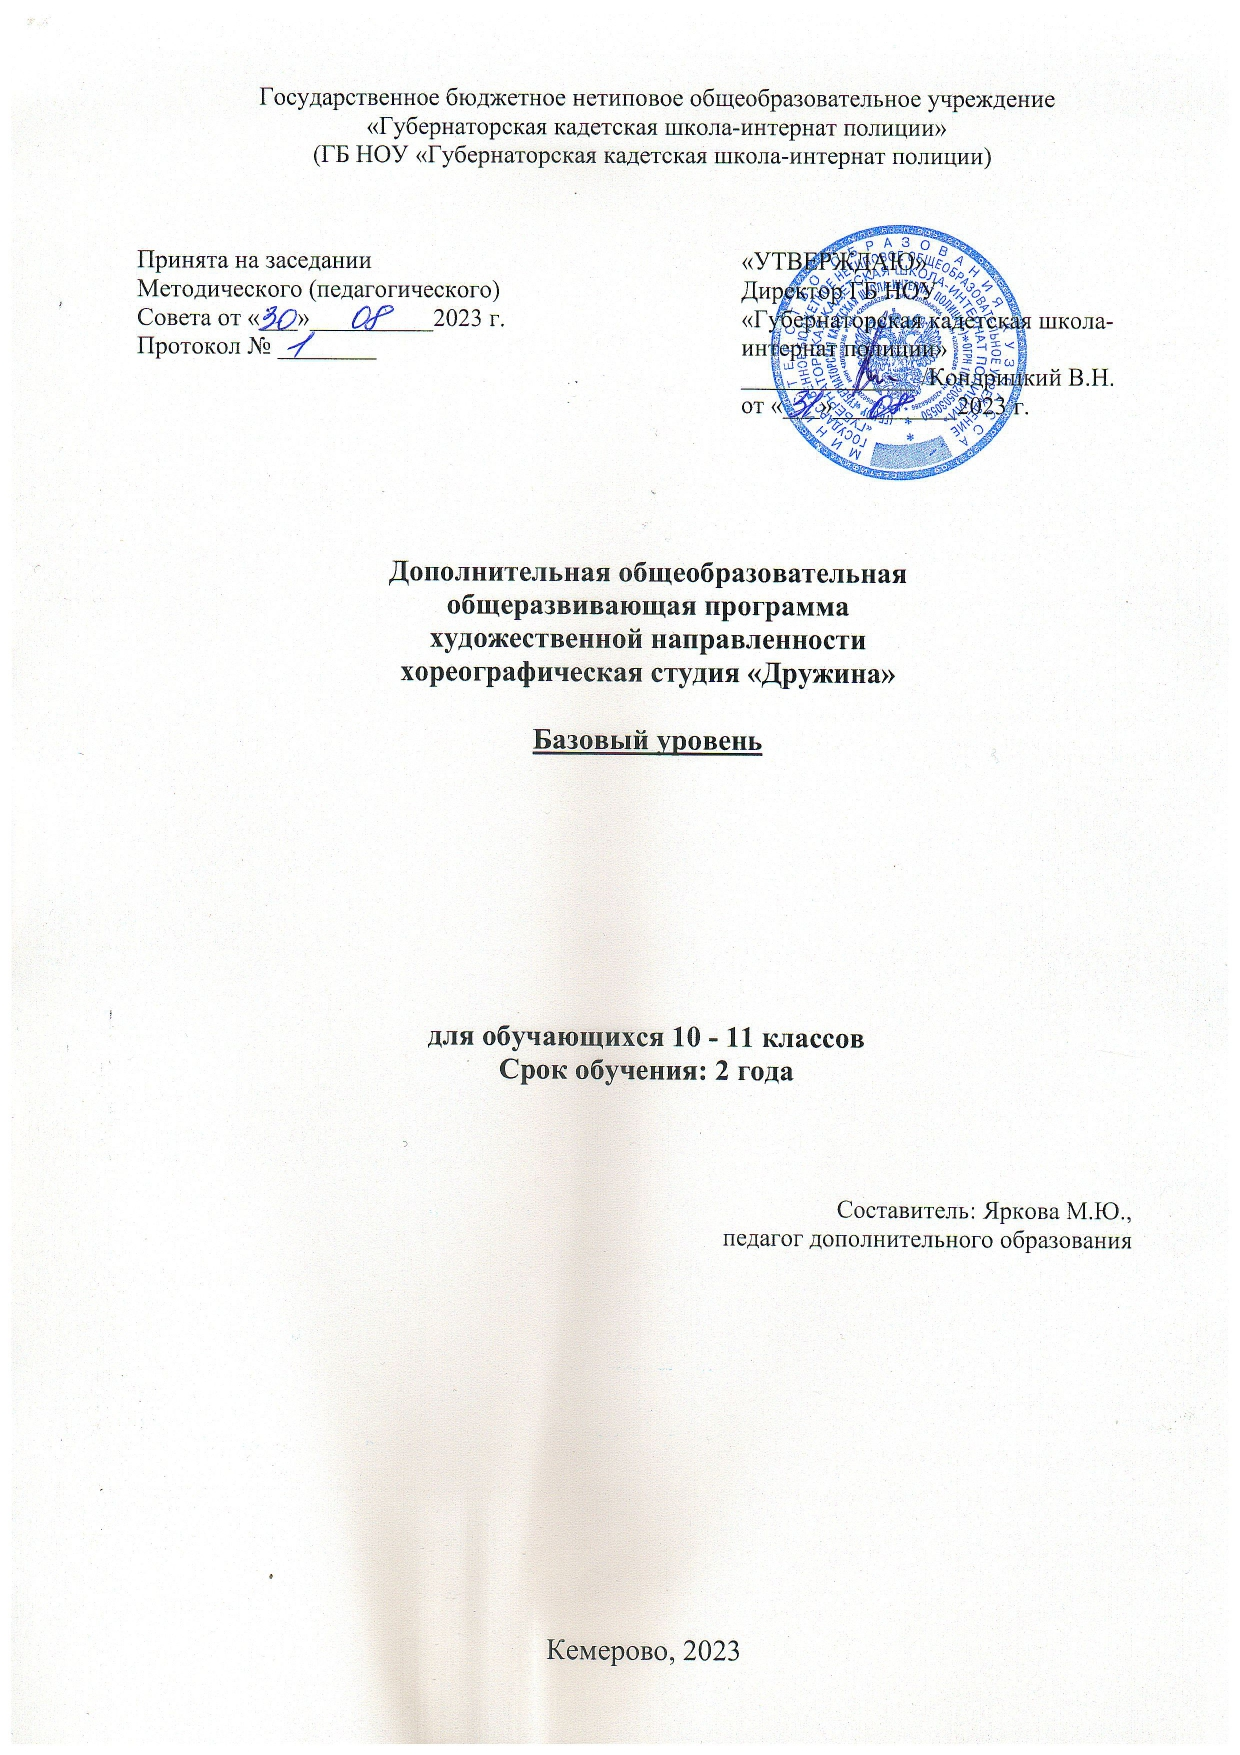 Государственное бюджетное нетиповое общеобразовательное учреждение
«Губернаторская кадетская школа-интернат полиции»
(ГБ НОУ «Губернаторская кадетская школа-интернат полиции)
Принята на заседании
Методического (педагогического)
Совета от «30» 08 2023 г.
Протокол № 1
«УТВЕРЖДАЮ»
Директор ГБ НОУ
«Губернаторская кадетская школа-
интернат полиции»
Кондрицкий В.Н.
от «31» 08 2023 г.
Дополнительная общеобразовательная
общеразвивающая программа
художественной направленности
хореографическая студия «Дружина»
Базовый уровень
для обучающихся 10 - 11 классов
Срок обучения: 2 года
Составитель: Яркова М.Ю.,
педагог дополнительного образования
Кемерово, 2023